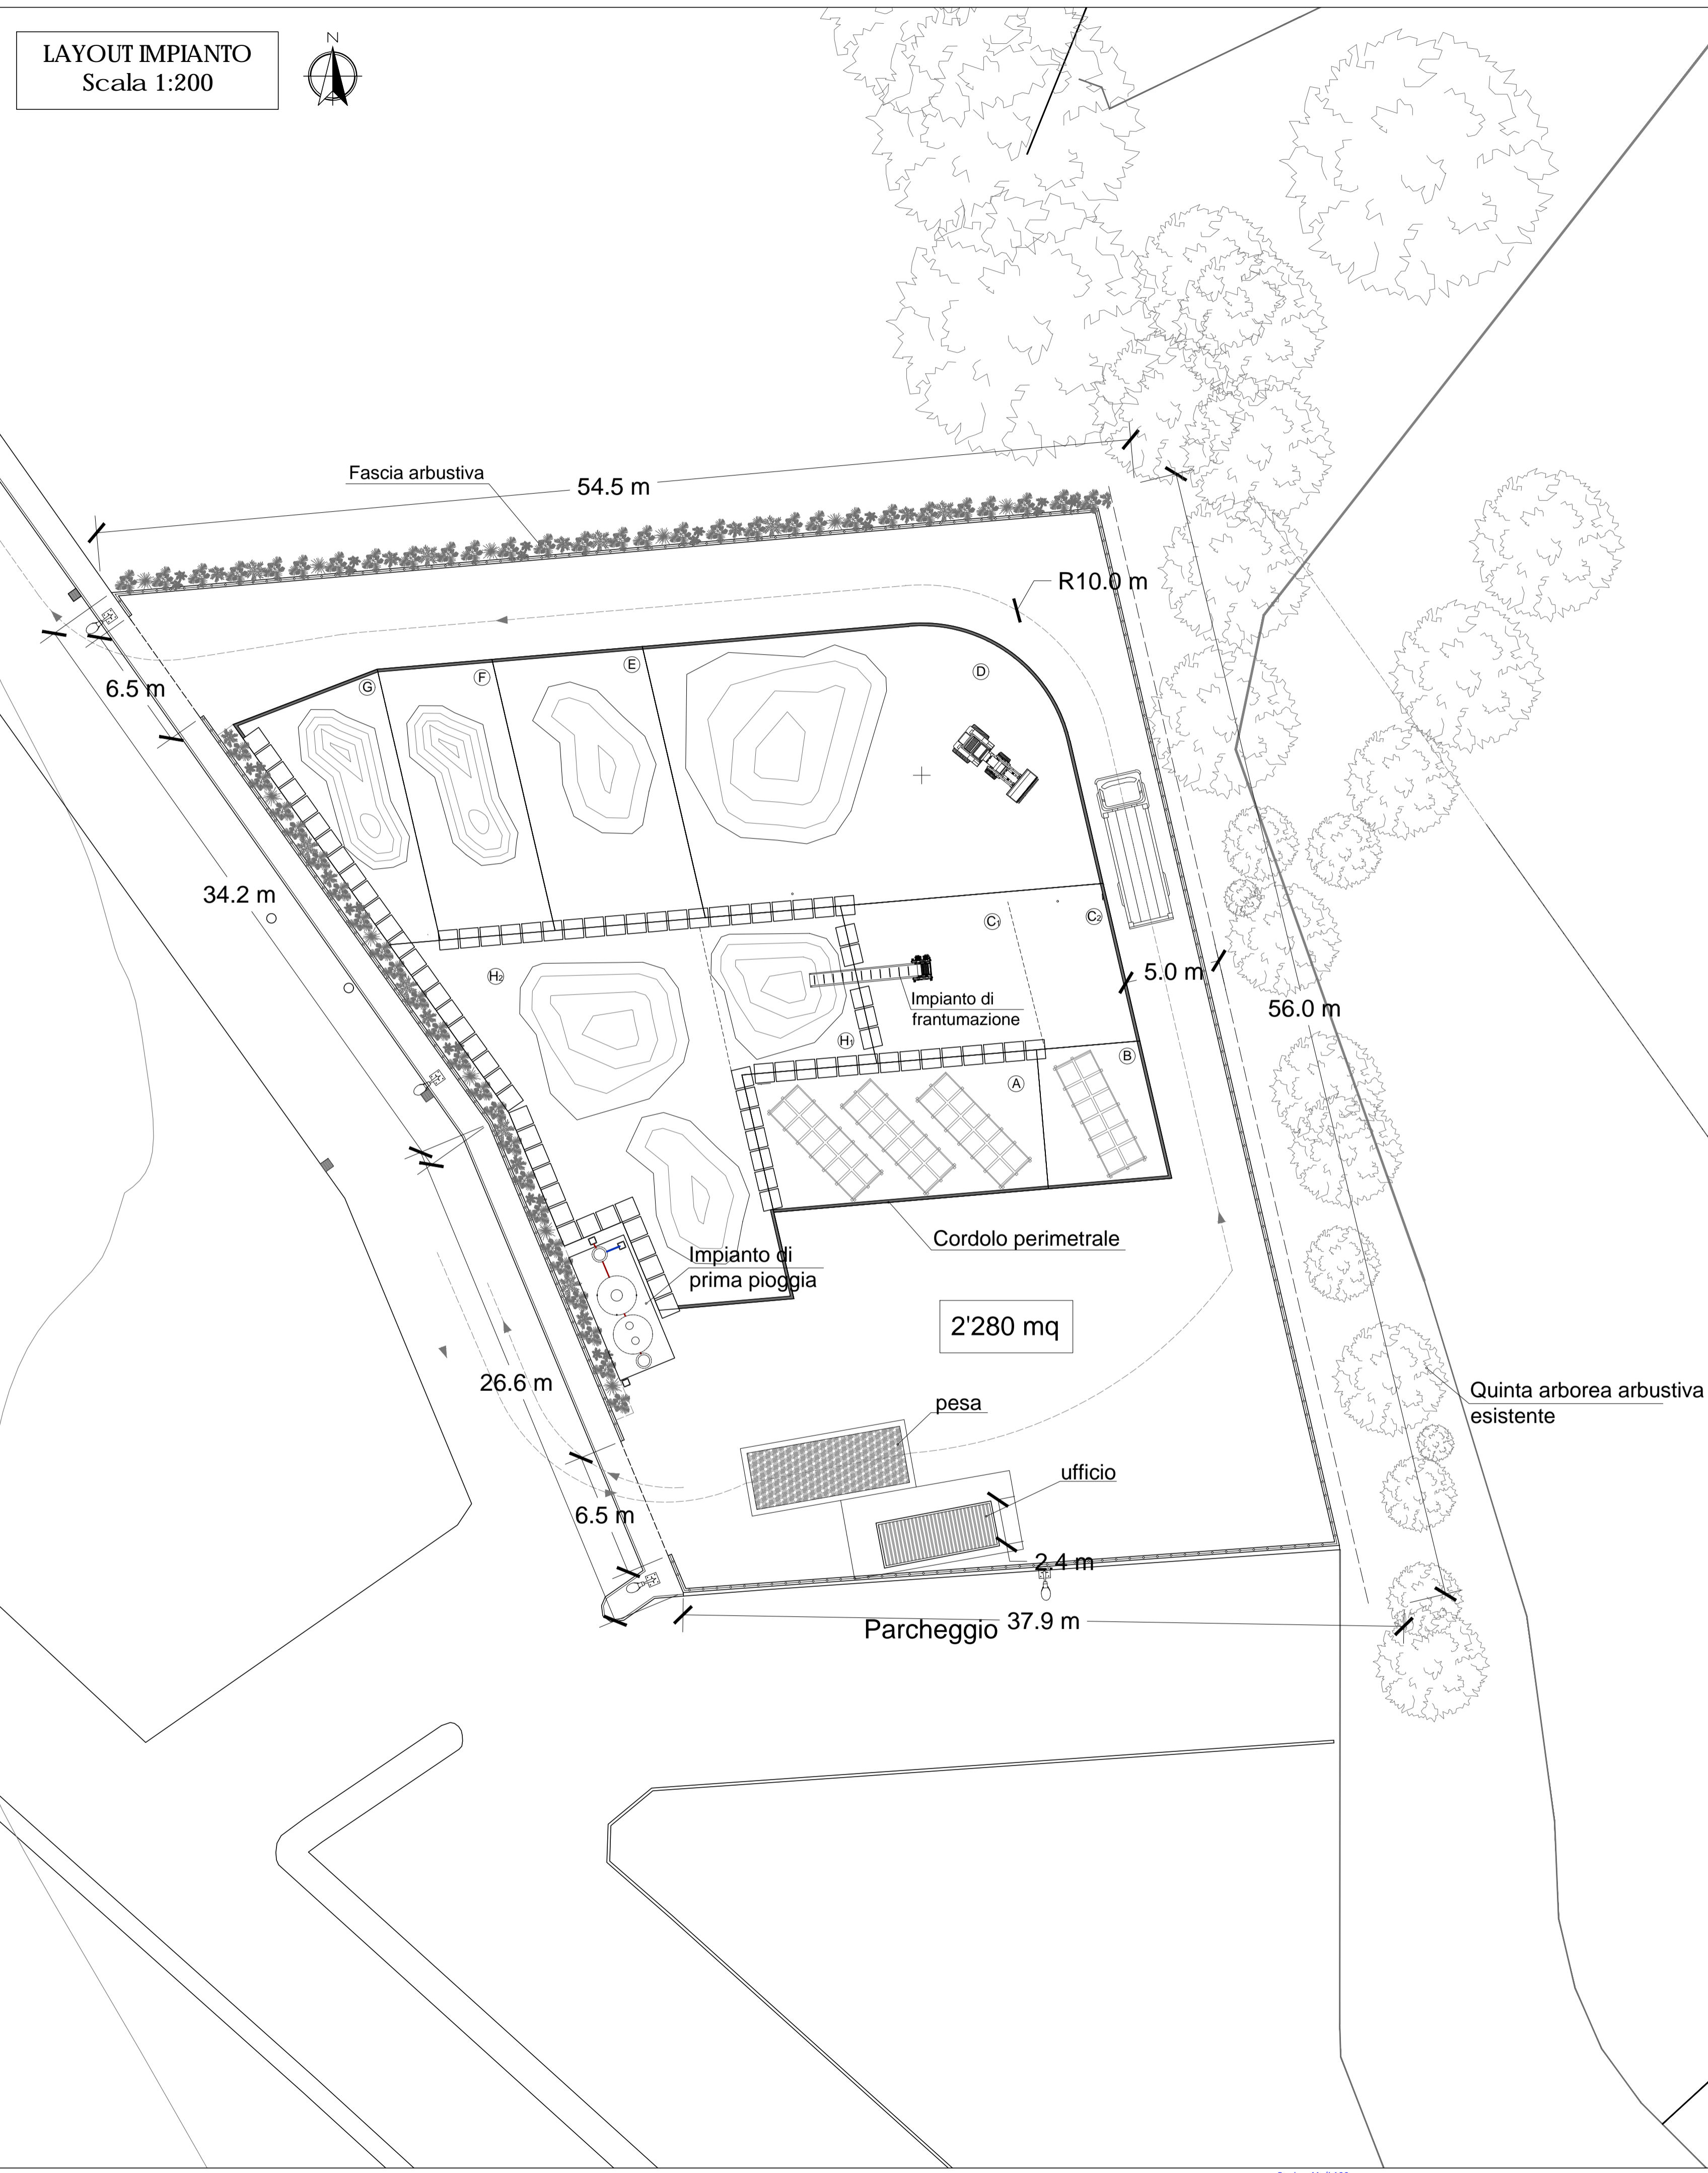 LAYOUT IMPIANTO
Scala 1:200
N
Fascia arbustiva
54.5 m
R10.0 m
6.5 m
G
F
E
D
34.2 m
C1
C2
H2
5.0 m
56.0 m
Impianto di
frantumazione
H1
A
B
Cordolo perimetrale
Impianto di
prima pioggia
2'280 mq
26.6 m
Quinta arborea arbustiva
esistente
pesa
ufficio
6.5 m
2.4 m
37.9 m
Parcheggio